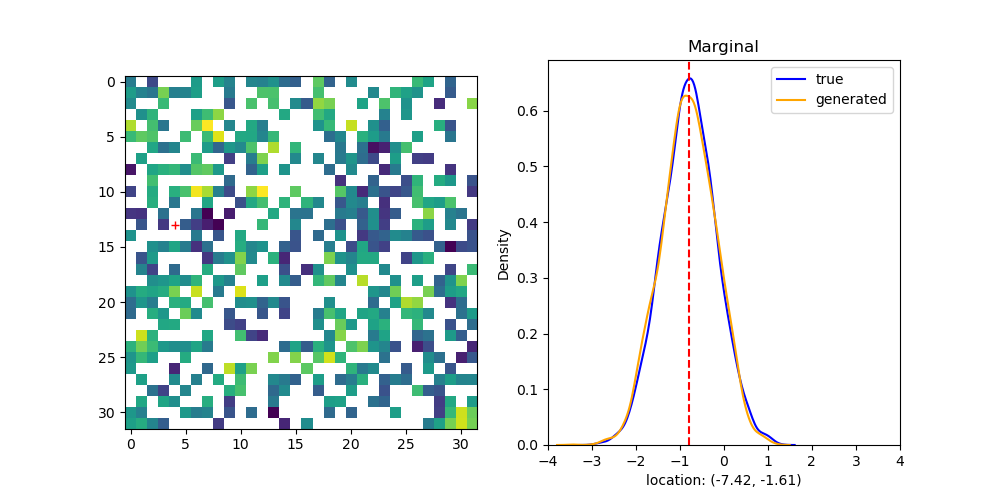 0
5
10
15
20
25
30
0 5 10 15 20 25 30
Marginal
true
generated
Density
0.6
0.5
0.4
0.3
0.2
0.1
0.0
−4 −3 −2 −1 0 1 2 3 4
location: (-7.42, -1.61)